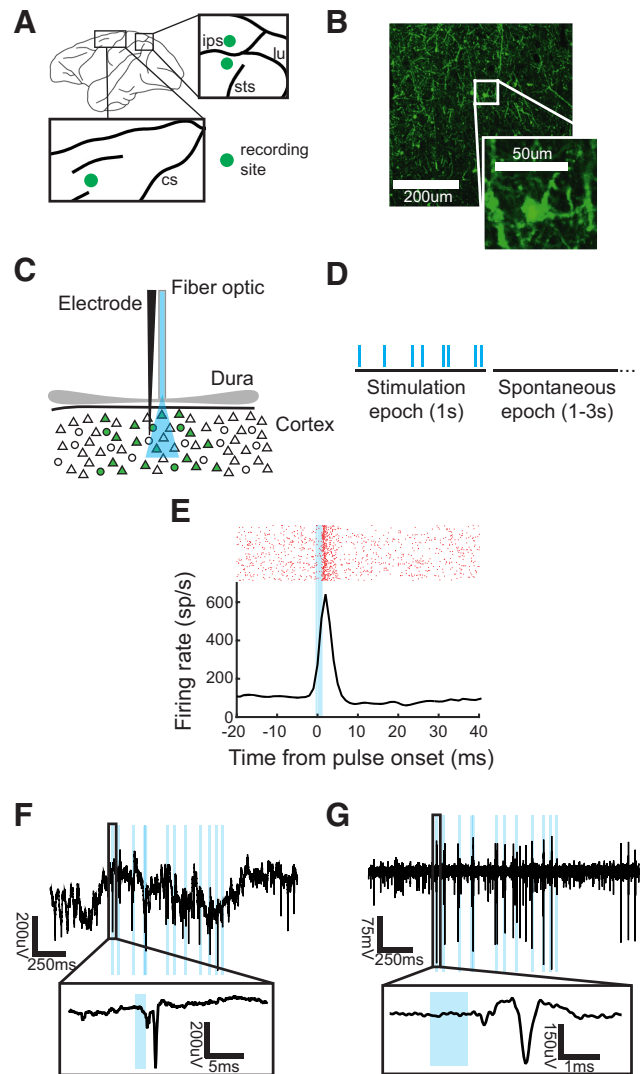 A
ips
lu
sts
cs
recording
site
B
50um
200um
C
Electrode
Fiber optic
Dura
Cortex
D
Stimulation
epoch (1s)
Spontaneous
epoch (1-3s)
...
E
Firing rate (sp/s)
600
400
200
0
-20
-10
0
10
20
30
40
Time from pulse onset (ms)
F
200uV
250ms
200uV
5ms
G
75mV
250ms
150uV
1ms